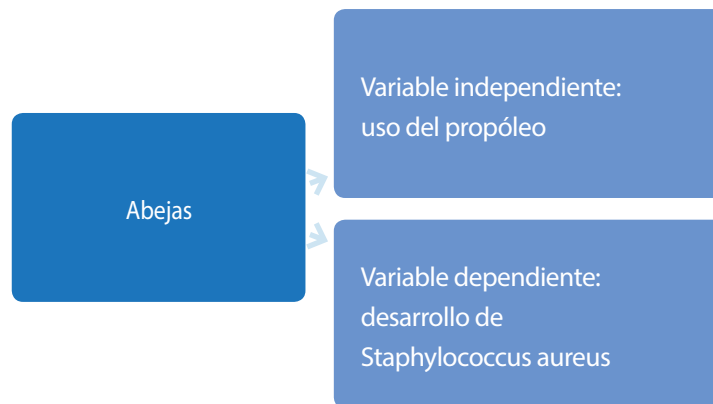 Abejas
Variable independiente:
uso del propóleo
Variable dependiente:
desarrollo de
Staphylococcus aureus